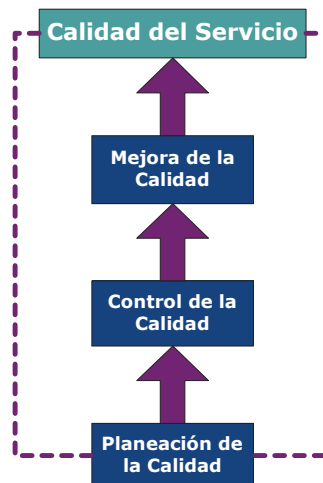 Calidad del Servicio
Mejora de la
Calidad
Control de la
Calidad
Planeación de
la Calidad